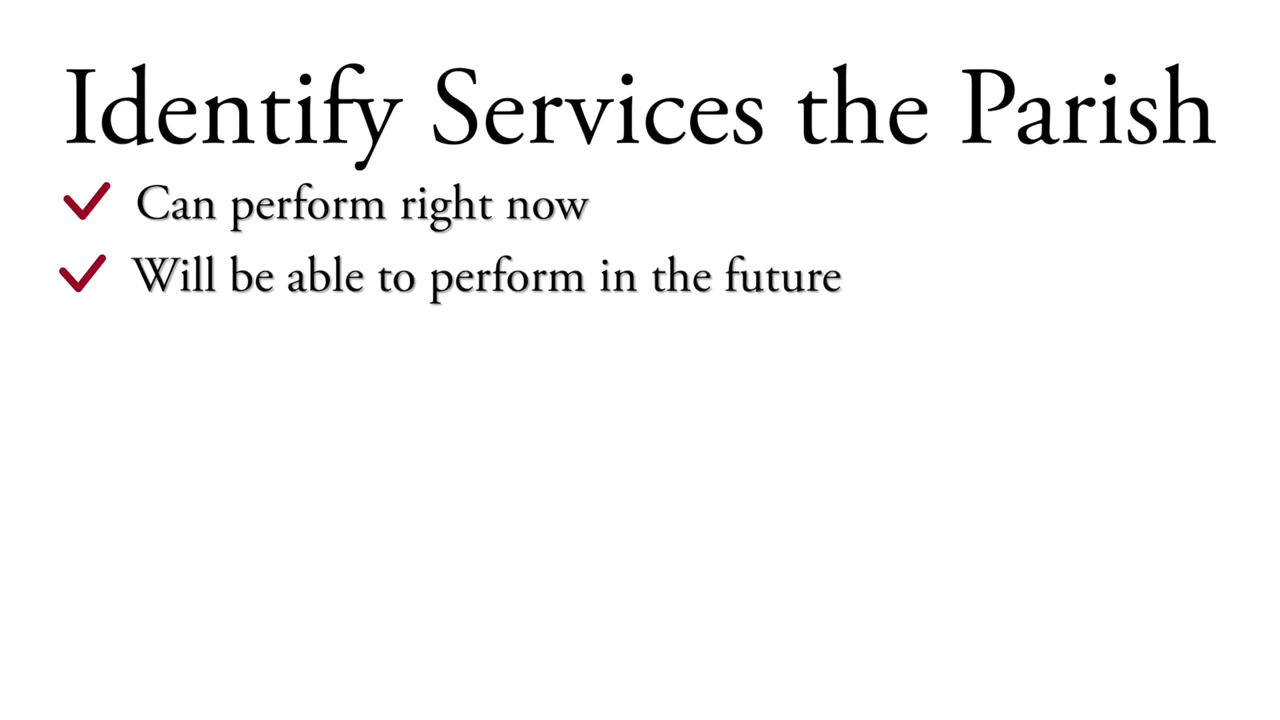 Identify Services the Parish
Can perform right now
Will be able to perform in the future